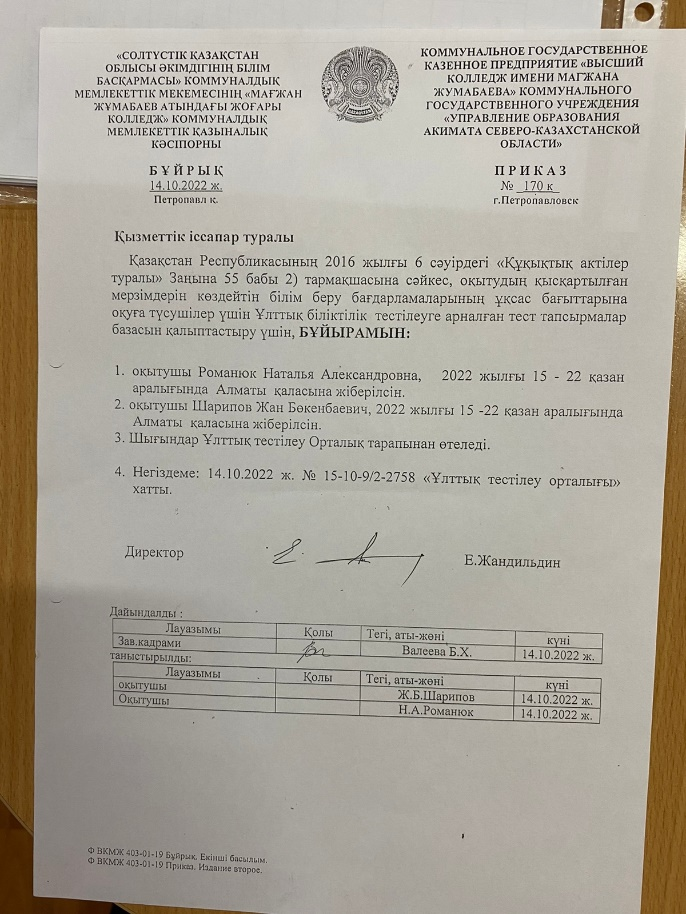 «СОЛТҮСТІК ҚАЗАҚСТАН
ОБЛЫСЫ ӘКІМДІГІНІҢ БІЛІМ
БАСҚАРМАСЫ» КОММУНАЛДЫҚ
МЕМЛЕКЕТТІК МЕКЕМЕСІНІҢ «МАҒЖАН
ЖҰМАБАЕВ АТЫНДАҒЫ ЖОҒАРЫ
КОЛЛЕДЖ» КОММУНАЛДЫҚ
МЕМЛЕКЕТТІК ҚАЗЫНАЛЫҚ
КӘСІПОРНЫ
БҰЙРЫҚ
14.10.2022 ж.
Петропавл қ.
КОММУНАЛЬНОЕ ГОСУДАРСТВЕННОЕ
КАЗЕННОЕ ПРЕДПРИЯТИЕ «ВЫСШИЙ
КОЛЛЕДЖ ИМЕНИ МАГЖАНА
ЖУМАБАЕВА» КОММУНАЛЬНОГО
ГОСУДАРСТВЕННОГО УЧРЕЖДЕНИЯ
«УПРАВЛЕНИЕ ОБРАЗОВАНИЯ
АКИМАТА СЕВЕРО-КАЗАХСТАНСКОЙ
ОБЛАСТИ»
ПРИКАЗ
№ 170 к
г.Петропавловск
Қызметтік іссапар туралы
Қазақстан Республикасының 2016 жылғы 6 сәуірдегі «Құқықтық актілер
туралы» Заңына 55 бабы 2) тармақшасына сәйкес, оқытудың қысқартылған
мерзімдерін көздейтін білім беру бағдарламаларының ұқсас бағыттарына
оқуға түсушілер үшін Ұлттық біліктілік тестілеуге арналған тест тапсырмалар
базасын қалыптастыру үшін, БҰЙЫРАМЫН:
1. оқытушы Романюк Наталья Александровна, 2022 жылғы 15 - 22 қазан
аралығында Алматы қаласына жіберілсін.
2. оқытушы Шарипов Жан Бөкенбаевич, 2022 жылғы 15 -22 қазан аралығында
Алматы қаласына жіберілсін.
3. Шығындар Ұлттық тестілеу Орталық тарапынан өтеледі.
4. Негіздеме: 14.10.2022 ж. № 15-10-9/2-2758 «Ұлттық тестілеу орталығы»
хатты.
Директор Е.Жандильдин
Дайындалды :
Лауазымы Қолы Тегі, аты-жөні күні
Зав.кадрами Валеева Б.Х. 14.10.2022 ж.
таныстырылды:
Лауазымы Қолы Тегі, аты-жөні күні
оқытушы Ж.Б.Шарипов 14.10.2022 ж.
Оқытушы Н.А.Романюк 14.10.2022 ж.
Ф ВКМЖ 403-01-19 Бұйрық. Екінші басылым.
Ф ВКМЖ 403-01-19 Приказ. Издание второе.